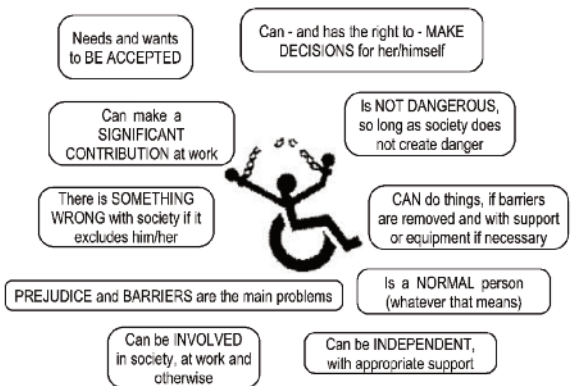 Needs and wants
to BE ACCEPTED
Can - and has the right to - MAKE
DECISIONS for her/himself
Can make a
SIGNIFICANT
CONTRIBUTION at work
Is NOT DANGEROUS,
so long as society does
not create danger
There is SOMETHING
WRONG with society if it
excludes him/her
CAN do things, if barriers
are removed and with support
or equipment if necessary
PREJUDICE and BARRIERS are the main problems
Is a NORMAL person
(whatever that means)
Can be INVOLVED
in society, at work and
otherwise
Can be INDEPENDENT,
with appropriate support